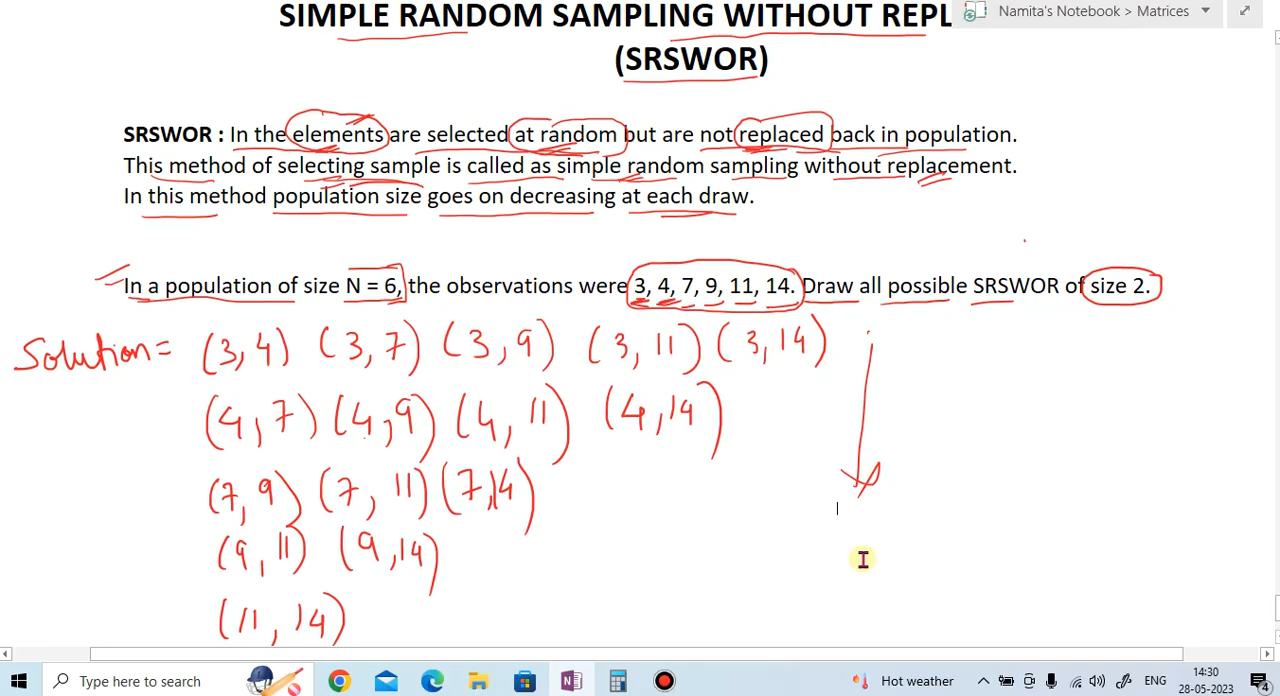 SIMPLE RANDOM SAMPLING WITHOUT REPL
Namita's Notebook > Matrices
(SRSWOR)
SRSWOR : In the elements are selected at random but are not replaced back in population.
This method of selecting sample is called as simple random sampling without replacement.
In this method population size goes on decreasing at each draw.
In a population of size N = 6, the observations were 3, 4, 7, 9, 11, 14. Draw all possible SRSWOR of size 2.
Solution= (3,4) (3,7) (3,9) (3,11) (3,14)
(4,7) (4,9) (4,11) (4,14)
(7,9) (7,11) (7,14)
(9,11) (9,14)
(11,14)
Type here to search
Hot weather
ENG
14:30
28-05-2023
4